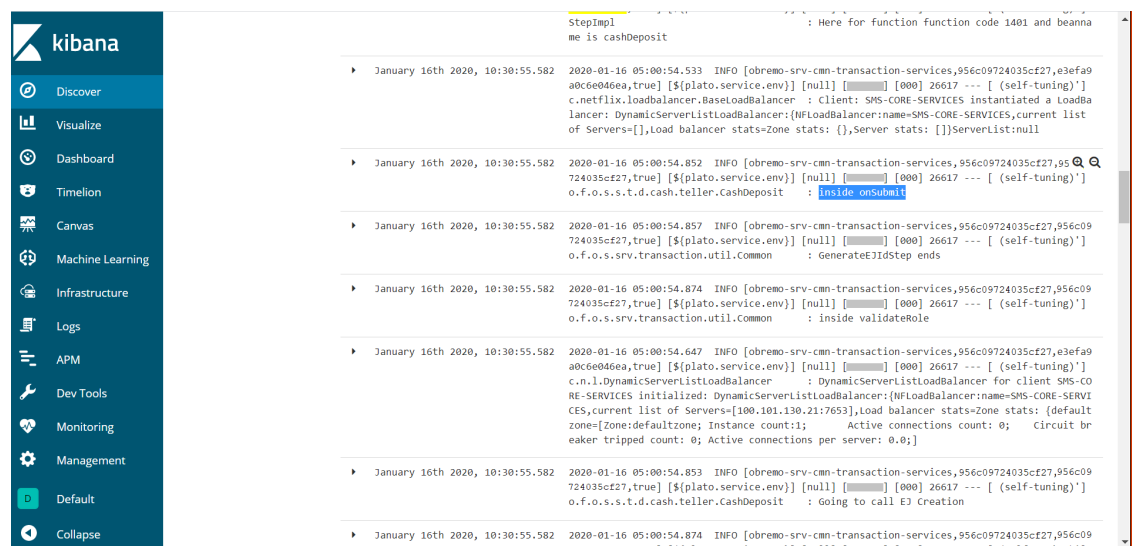 kibana
Discover
Visualize
Dashboard
Timelion
Canvas
Machine Learning
Infrastructure
Logs
APM
Dev Tools
Monitoring
Management
D Default
Collapse
StepImpl : Here for function function code 1401 and beanna
me is cashDeposit
January 16th 2020, 10:30:55.582 2020-01-16 05:00:54.533 INFO [obremo-srv-cmn-transaction-services,956c09724035cf27,e3efa9
a0c6e046ea,true] [${plato.service.env}] [null] [ ] [000] 26617 --- [ (self-tuning)']
c.netflix.loadbalancer.BaseLoadBalancer : Client: SMS-CORE-SERVICES instantiated a LoadBa
lancer: DynamicServerListLoadBalancer:{NFLoadBalancer:name=SMS-CORE-SERVICES,current list
of Servers=[],Load balancer stats=Zone stats: {},Server stats: []}ServerList:null
January 16th 2020, 10:30:55.582 2020-01-16 05:00:54.852 INFO [obremo-srv-cmn-transaction-services,956c09724035cf27,95
724035cf27,true] [${plato.service.env}] [null] [ ] [000] 26617 --- [ (self-tuning)']
o.f.o.s.s.t.d.cash.teller.CashDeposit : inside onSubmit
January 16th 2020, 10:30:55.582 2020-01-16 05:00:54.857 INFO [obremo-srv-cmn-transaction-services,956c09724035cf27,956c09
724035cf27,true] [${plato.service.env}] [null] [ ] [000] 26617 --- [ (self-tuning)']
o.f.o.s.srv.transaction.util.Common : GenerateEJIdStep ends
January 16th 2020, 10:30:55.582 2020-01-16 05:00:54.874 INFO [obremo-srv-cmn-transaction-services,956c09724035cf27,956c09
724035cf27,true] [${plato.service.env}] [null] [ ] [000] 26617 --- [ (self-tuning)']
o.f.o.s.srv.transaction.util.Common : inside validateRole
January 16th 2020, 10:30:55.582 2020-01-16 05:00:54.647 INFO [obremo-srv-cmn-transaction-services,956c09724035cf27,e3efa9
a0c6e046ea,true] [${plato.service.env}] [null] [ ] [000] 26617 --- [ (self-tuning)']
c.n.l.DynamicServerListLoadBalancer : DynamicServerListLoadBalancer for client SMS-CO
RE-SERVICES initialized: DynamicServerListLoadBalancer:{NFLoadBalancer:name=SMS-CORE-SERVI
CES,current list of Servers=[100.101.130.21:7653],Load balancer stats=Zone stats: {default
zone=[Zone:defaultzone; Instance count:1; Active connections count: 0; Circuit br
eaker tripped count: 0; Active connections per server: 0.0;]
January 16th 2020, 10:30:55.582 2020-01-16 05:00:54.853 INFO [obremo-srv-cmn-transaction-services,956c09724035cf27,956c09
724035cf27,true] [${plato.service.env}] [null] [ ] [000] 26617 --- [ (self-tuning)']
o.f.o.s.s.t.d.cash.teller.CashDeposit : Going to call EJ Creation
January 16th 2020, 10:30:55.582 2020-01-16 05:00:54.874 INFO [obremo-srv-cmn-transaction-services,956c09724035cf27,956c09